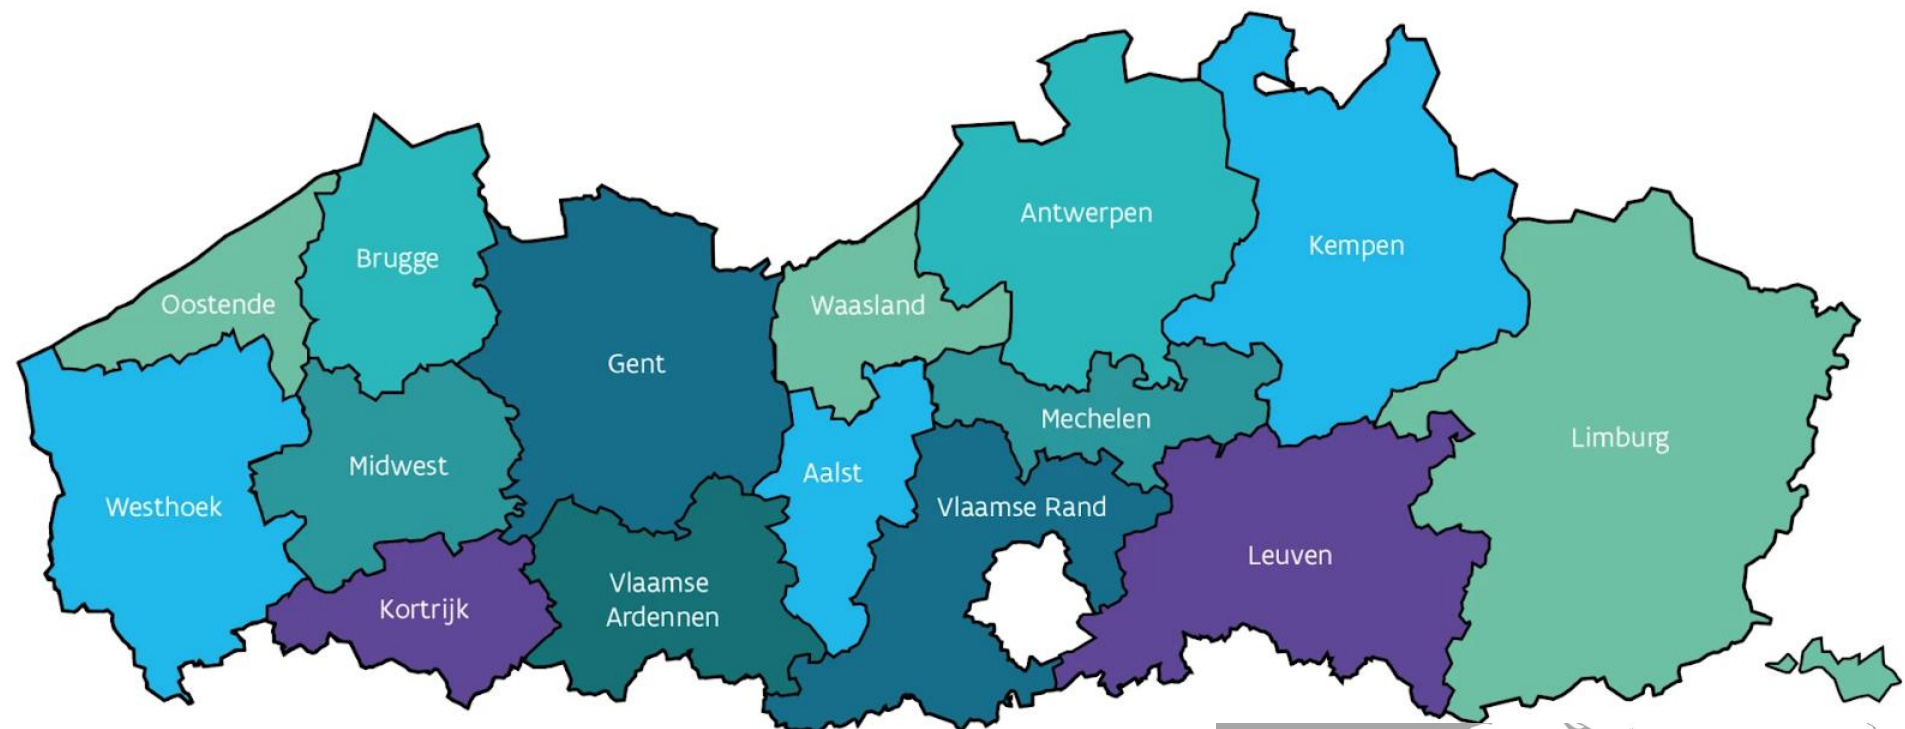 Antwerpen
Kempen
Brugge
Oostende
Waasland
Gent
Mechelen
Limburg
Midwest
Aalst
Westhoek
Vlaamse Rand
Leuven
Vlaamse
Ardennen
Kortrijk